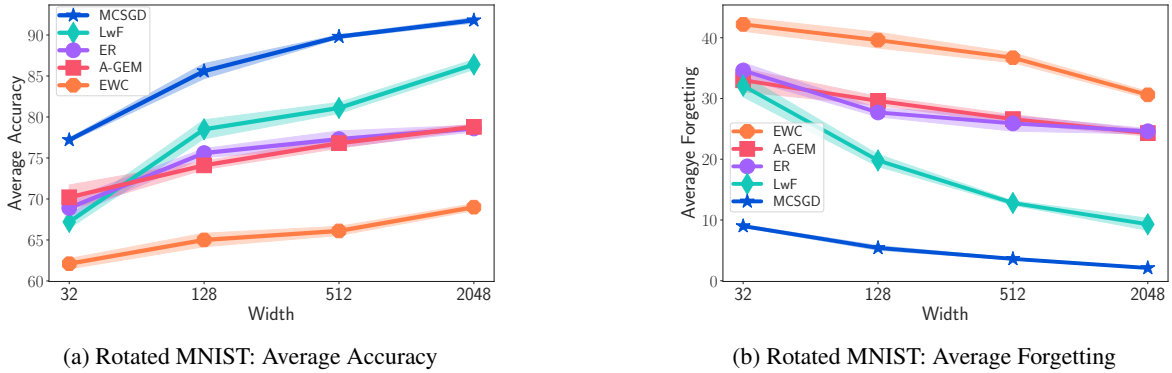 MCSGD
LwF
ER
A-GEM
EWC
90
85
80
75
70
65
60
Average Accuracy
32
128
512
2048
Width
(a) Rotated MNIST: Average Accuracy
40
30
20
10
0
Averagye Forgetting
EWC
A-GEM
ER
LwF
MCSGD
32
128
512
2048
Width
(b) Rotated MNIST: Average Forgetting